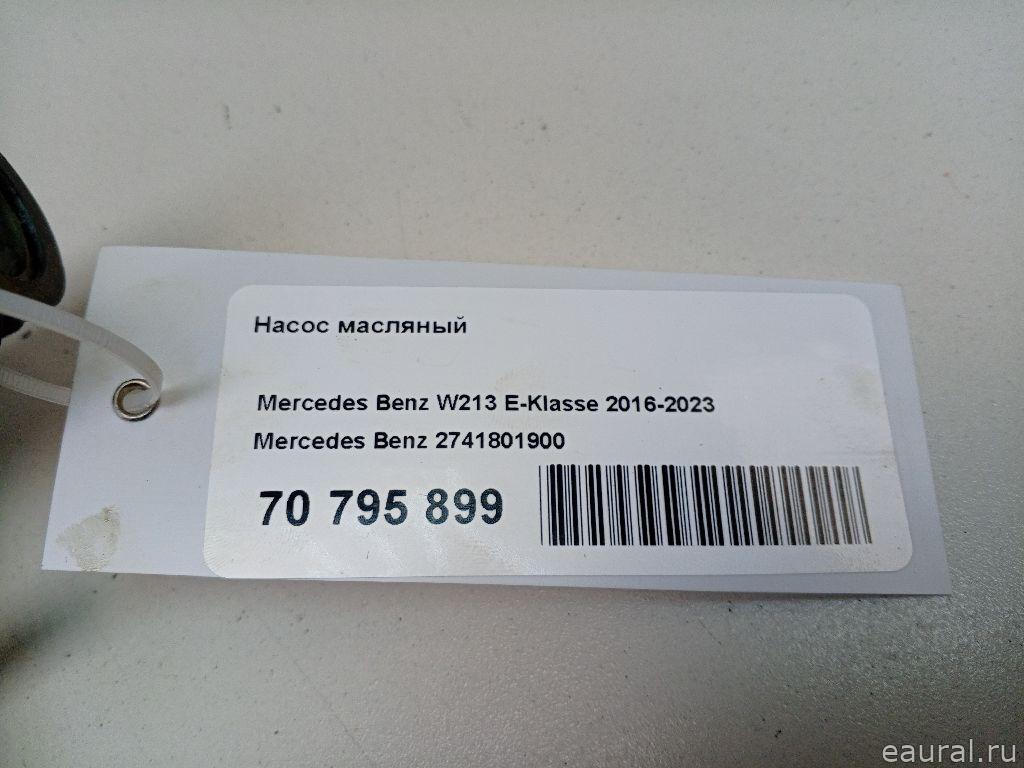 Насос масляный
Mercedes Benz W213 E-Klasse 2016-2023
Mercedes Benz 2741801900
70 795 899
eaural.ru